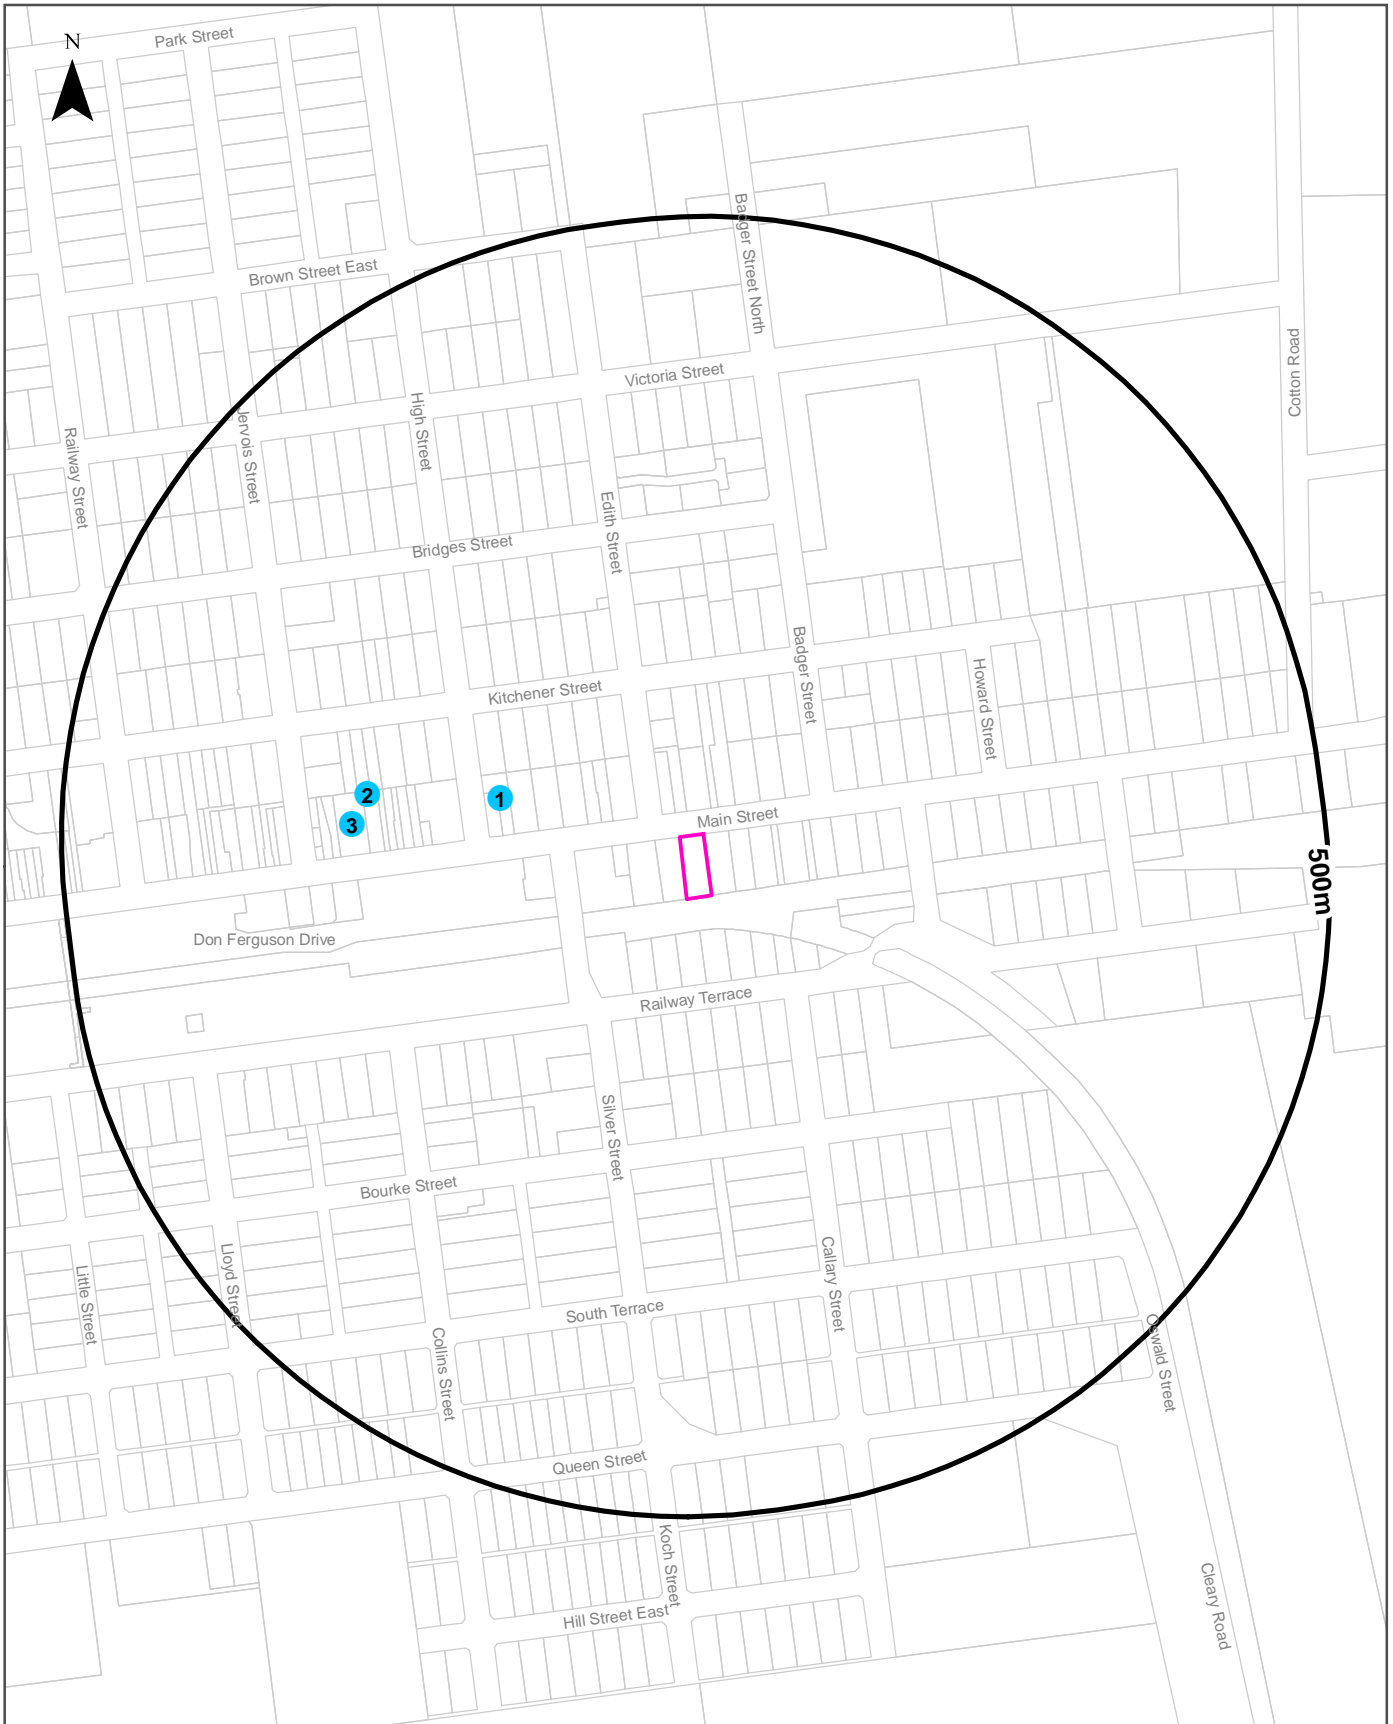 Park Street
N
Badger Street North
Brown Street East
Cotton Road
Victoria Street
High Street
Jervois Street
Railway Street
Edith Street
Bridges Street
Badger Street
Howard Street
Kitchener Street
2
1
3
Main Street
500m
Don Ferguson Drive
Railway Terrace
Silver Street
Bourke Street
Callary Street
Lloyd Street
Little Street
South Terrace
Oswald Street
Collins Street
Queen Street
Koch Street
Cleary Road
Hill Street East